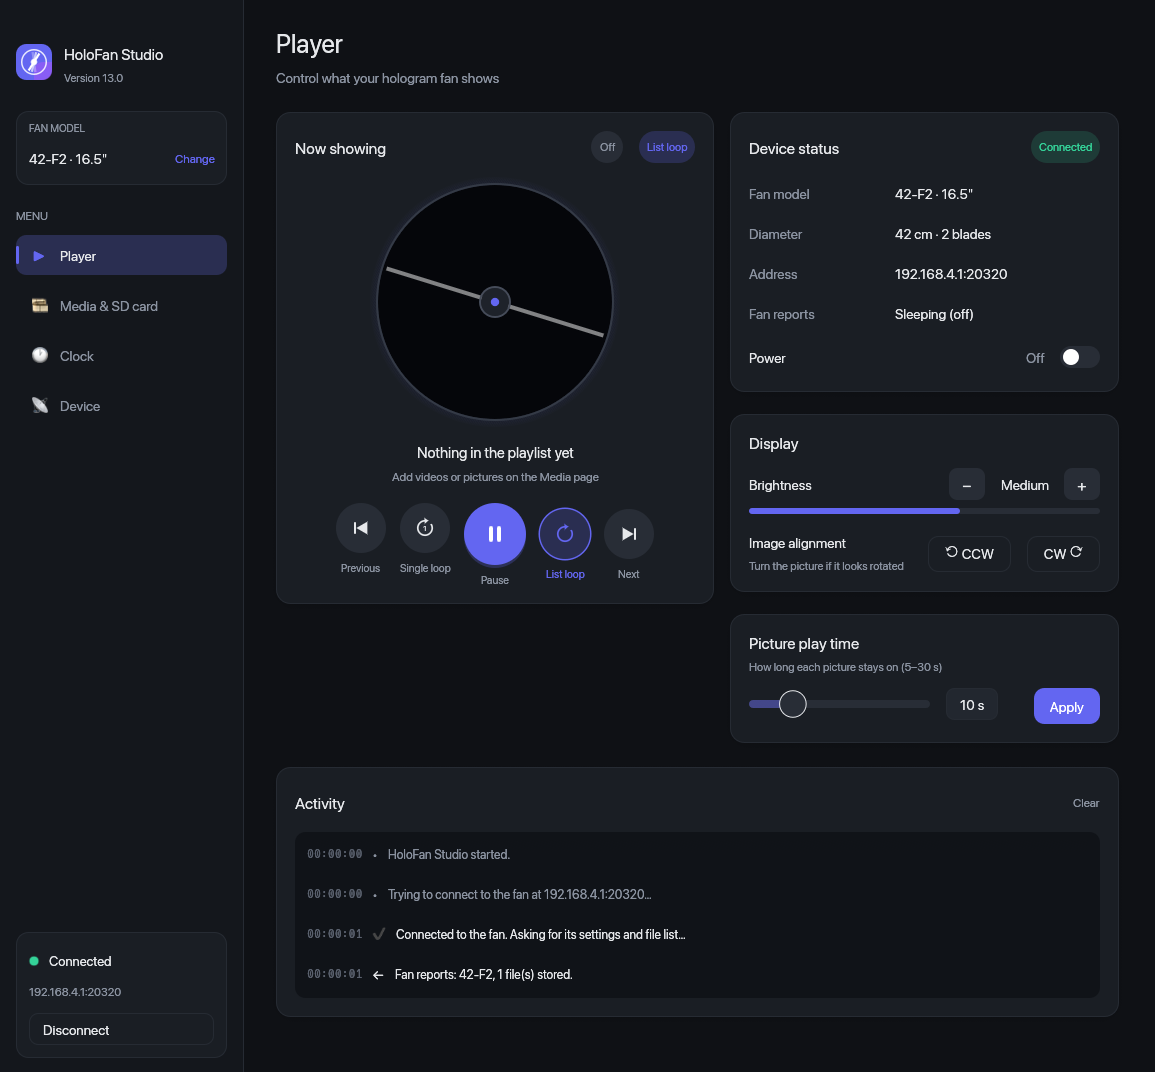 HoloFan Studio
Version 13.0
FAN MODEL
42-F2 · 16.5"
Change
MENU
Player
Media & SD card
Clock
Device
Connected
192.168.4.1:20320
Disconnect
Player
Control what your hologram fan shows
Now showing
Off
List loop
Nothing in the playlist yet
Add videos or pictures on the Media page
Previous
1
Single loop
Pause
List loop
Next
Device status
Connected
Fan model 42-F2 · 16.5"
Diameter 42 cm · 2 blades
Address 192.168.4.1:20320
Fan reports Sleeping (off)
Power Off
Display
Brightness − Medium +
Image alignment
Turn the picture if it looks rotated
CCW
CW
Picture play time
How long each picture stays on (5–30 s)
10 s
Apply
Activity
Clear
00:00:00 • HoloFan Studio started.
00:00:00 • Trying to connect to the fan at 192.168.4.1:20320…
00:00:01 ✓ Connected to the fan. Asking for its settings and file list…
00:00:01 ← Fan reports: 42-F2, 1 file(s) stored.